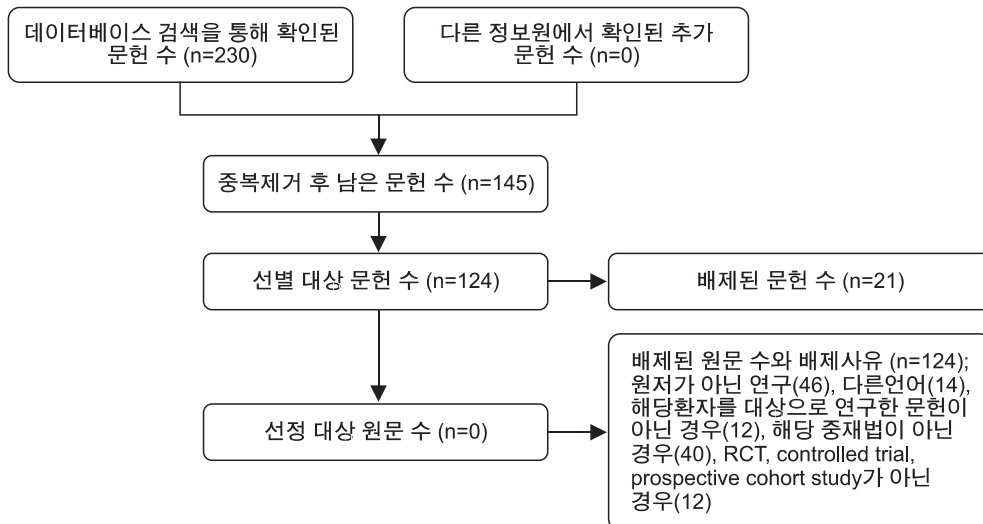 데이터베이스 검색을 통해 확인된
문헌 수 (n=230)
다른 정보원에서 확인된 추가
문헌 수 (n=0)
중복제거 후 남은 문헌 수 (n=145)
선별 대상 문헌 수 (n=124)
배제된 문헌 수 (n=21)
선정 대상 원문 수 (n=0)
배제된 원문 수와 배제사유 (n=124);
원저가 아닌 연구(46), 다른언어(14),
해당환자를 대상으로 연구한 문헌이
아닌 경우(12), 해당 중재법이 아닌
경우(40), RCT, controlled trial,
prospective cohort study가 아닌
경우(12)